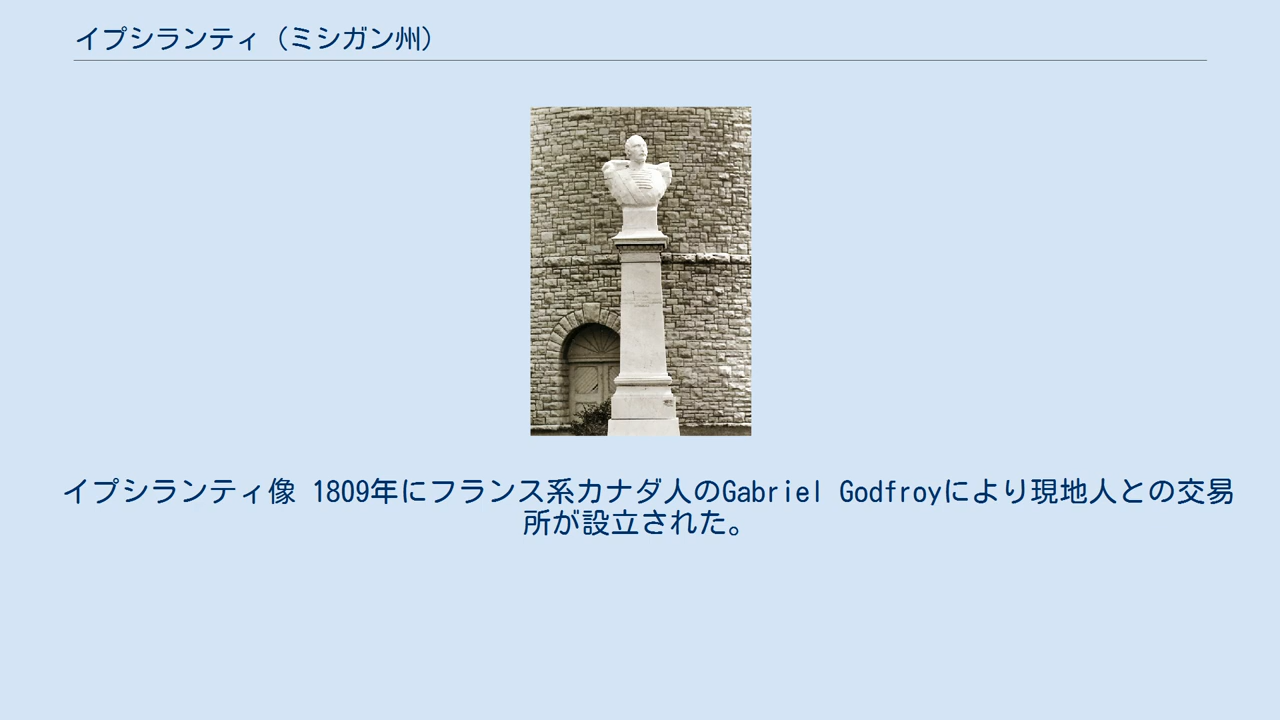 イプシランティ（ミシガン州）
イプシランティ像 1809年にフランス系カナダ人のGabriel Godfroyにより現地人との交易
所が設立された。